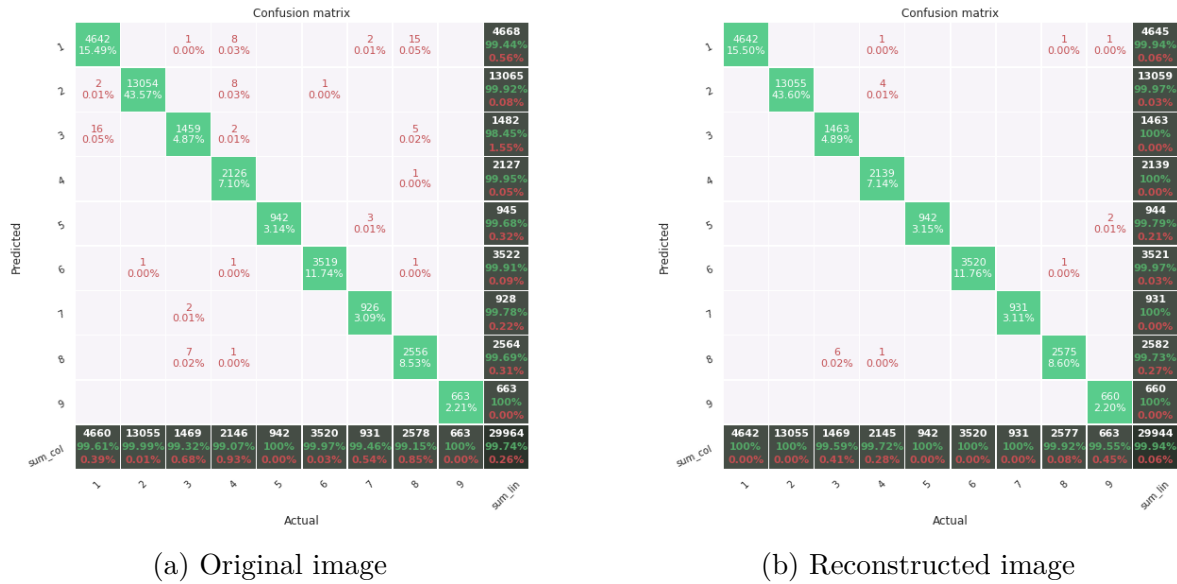 Confusion matrix
1
4642 1 8 2 15 4668
15.49% 0.00% 0.03% 0.01% 0.05% 99.44%
0.56%
2
2 13054 8 1 13065
0.01% 43.57% 0.03% 0.00% 99.92%
0.08%
3
16 1459 2 5 1482
0.05% 4.87% 0.01% 0.02% 98.45%
1.55%
4
2126 1 2127
7.10% 0.00% 99.95%
0.05%
5
942 3 945
3.14% 0.01% 99.68%
0.32%
6
1 1 3519 1 3522
0.00% 0.00% 11.74% 0.00% 99.91%
0.09%
7
2 926 928
0.01% 3.09% 99.78%
0.22%
8
7 1 2556 2564
0.02% 0.00% 8.53% 99.69%
0.31%
9
663 663
2.21% 100%
0.00%
sum_col
4660 13055 1469 2146 942 3520 931 2578 663 29964
99.61% 99.99% 99.32% 99.07% 100% 99.97% 99.46% 99.15% 100% 99.74%
0.39% 0.01% 0.68% 0.93% 0.00% 0.03% 0.54% 0.85% 0.00% 0.26%
1 2 3 4 5 6 7 8 9 sum_lin
Predicted
Actual
(a) Original image
Confusion matrix
1
4642 1 1 1 4645
15.50% 0.00% 0.00% 0.00% 99.94%
0.06%
2
13055 4 13059
43.60% 0.01% 99.97%
0.03%
3
1463 1463
4.89% 100%
0.00%
4
2139 2139
7.14% 100%
0.00%
5
942 2 944
3.15% 0.01% 99.79%
0.21%
6
3520 1 3521
11.76% 0.00% 99.97%
0.03%
7
931 931
3.11% 100%
0.00%
8
6 1 2575 2582
0.02% 0.00% 8.60% 99.73%
0.27%
9
660 660
2.20% 100%
0.00%
sum_col
4642 13055 1469 2145 942 3520 931 2577 663 29944
100% 100% 99.59% 99.72% 100% 100% 100% 99.92% 99.55% 99.94%
0.00% 0.00% 0.41% 0.28% 0.00% 0.00% 0.00% 0.08% 0.45% 0.06%
1 2 3 4 5 6 7 8 9 sum_lin
Predicted
Actual
(b) Reconstructed image